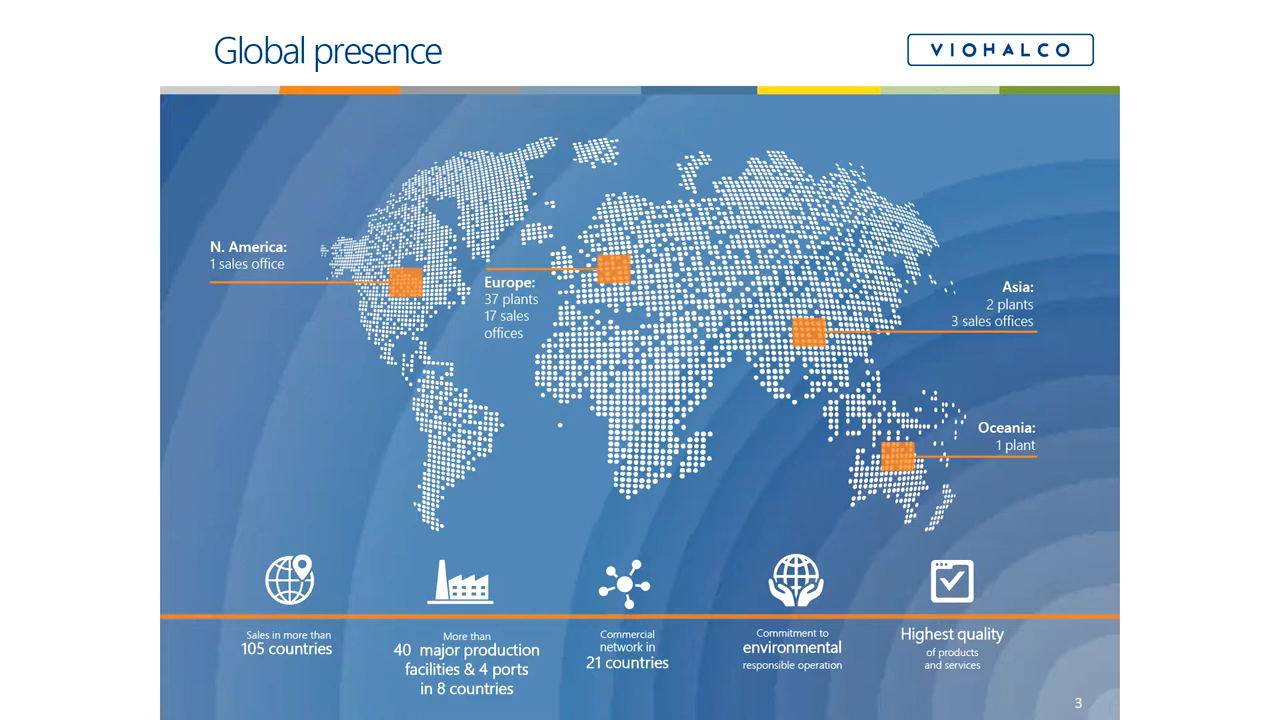 Global presence
VIOHALCO
N. America:
1 sales office
Europe:
37 plants
17 sales
offices
Asia:
2 plants
3 sales offices
Oceania:
1 plant
Sales in more than
105 countries
More than
40 major production
facilities & 4 ports
in 8 countries
Commercial
network in
21 countries
Commitment to
environmental
responsible operation
Highest quality
of products
and services
3